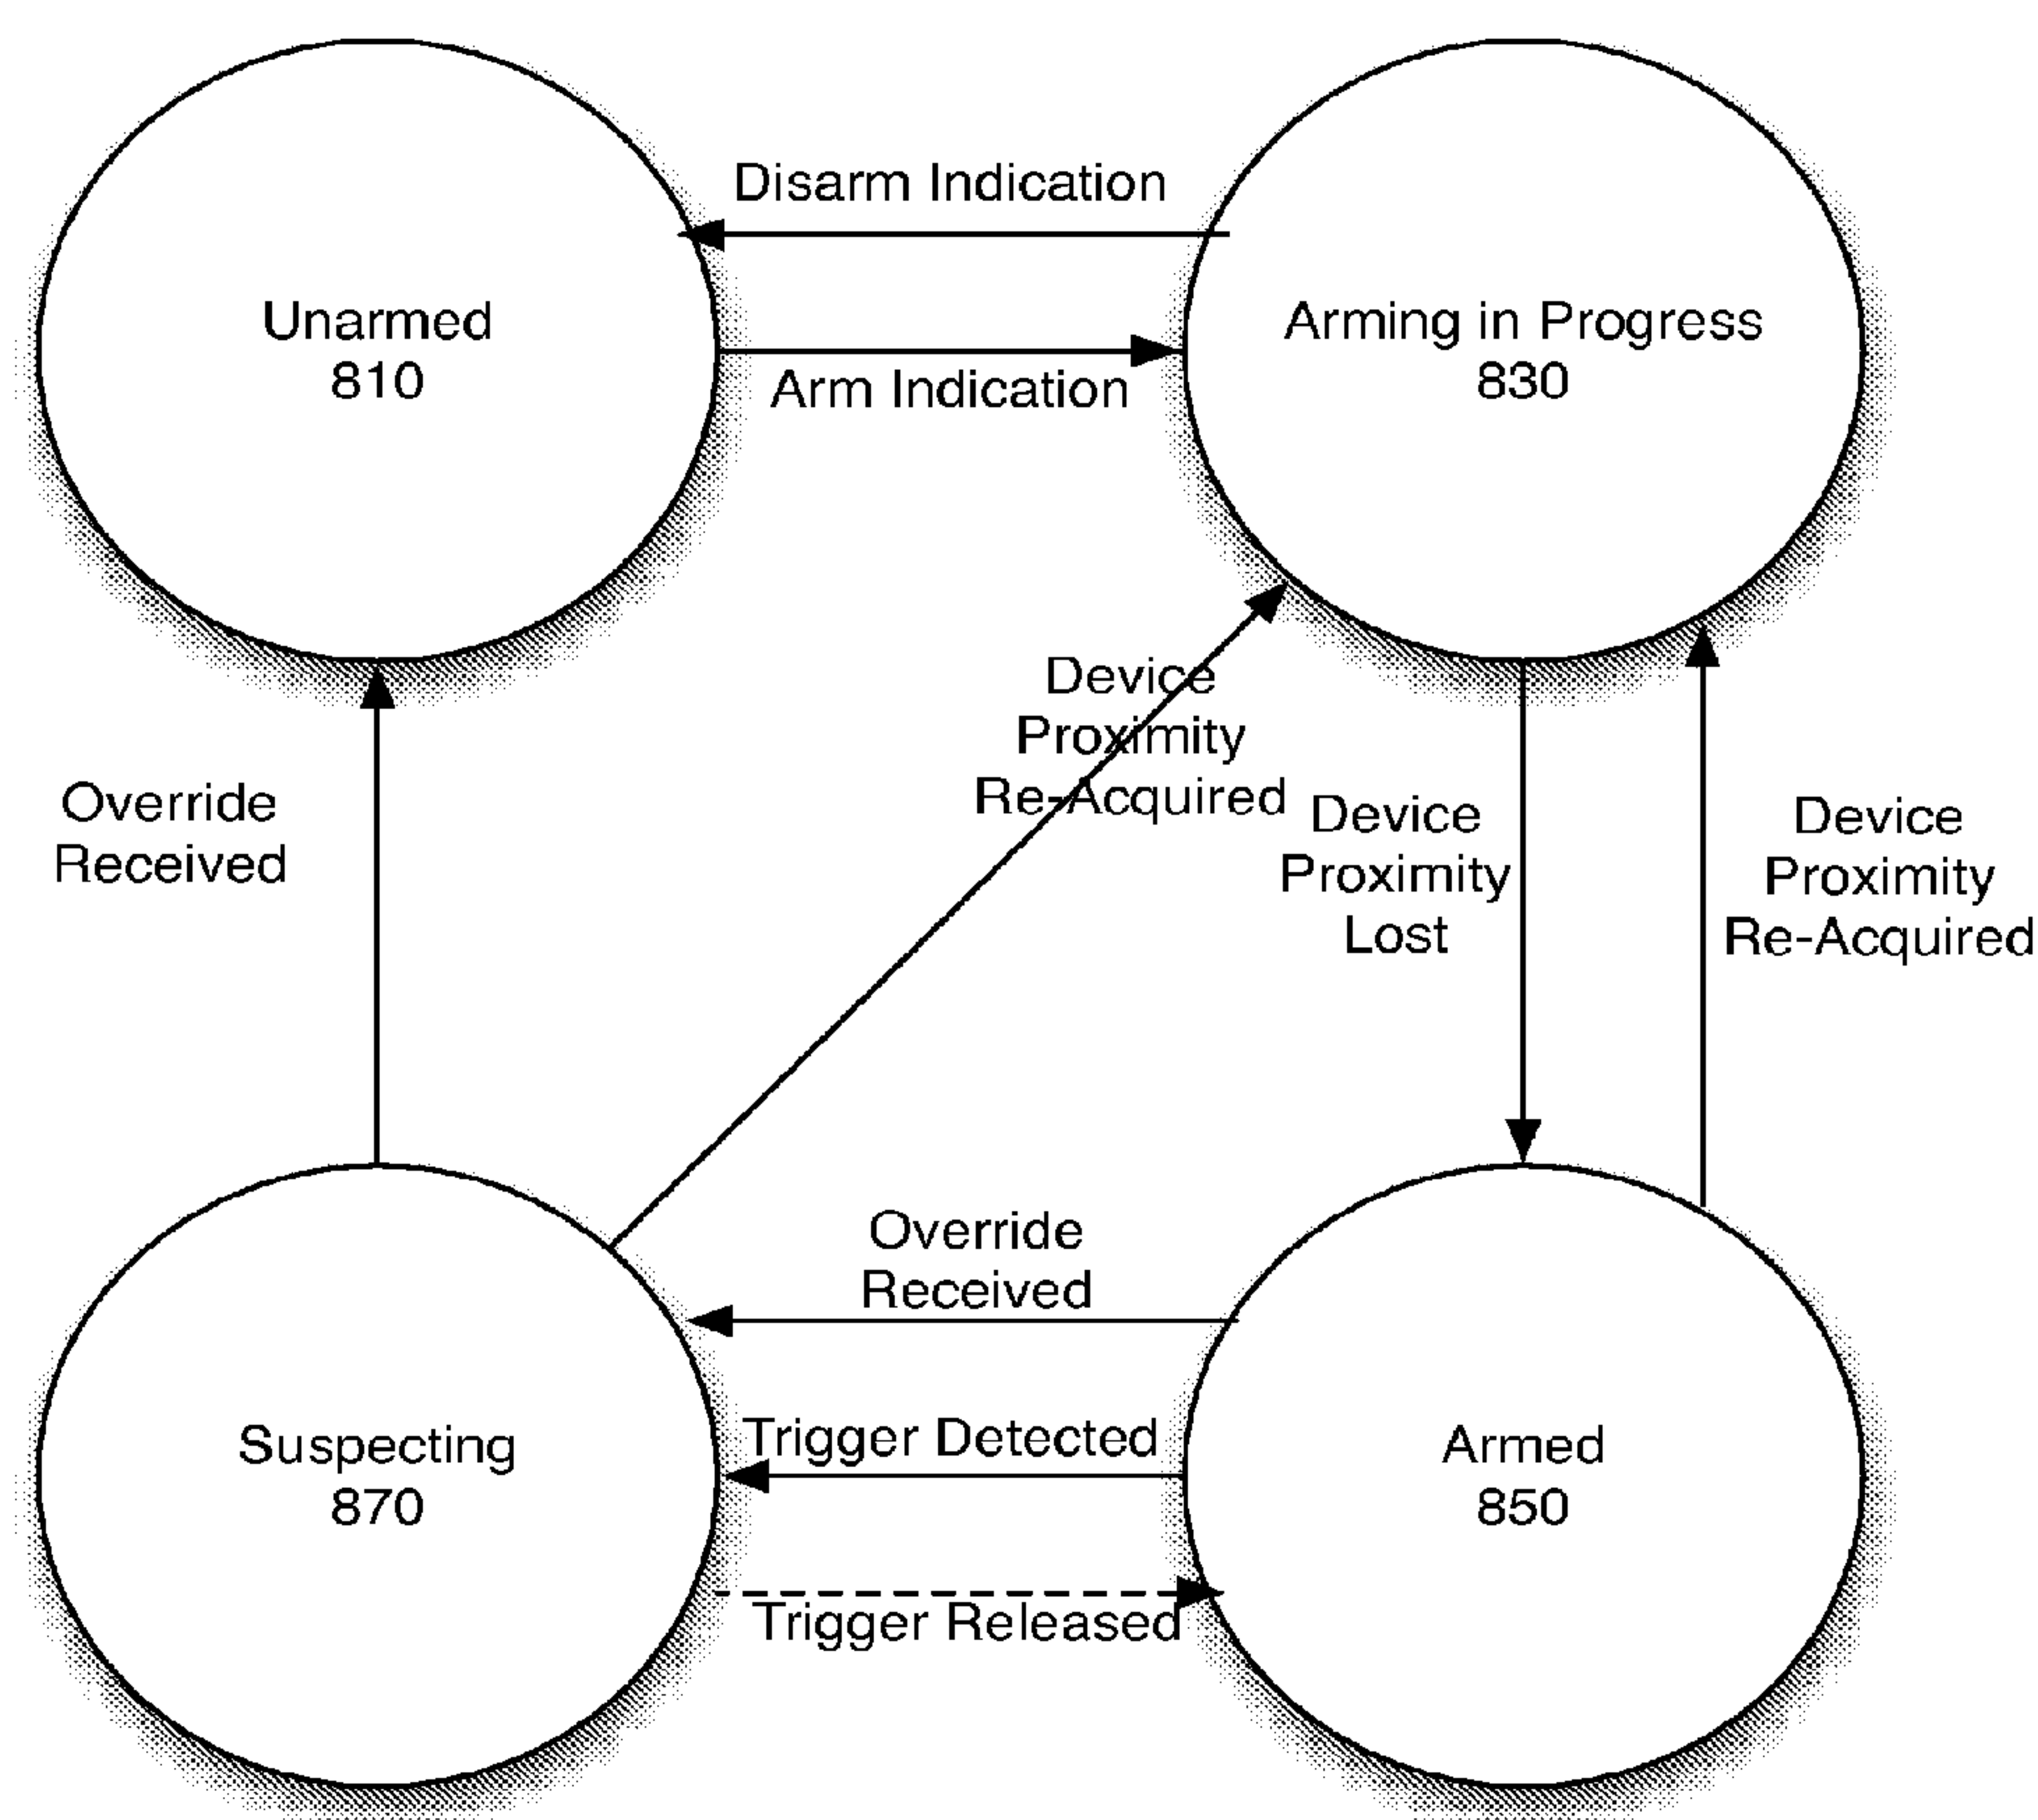 Disarm Indication
Unarmed
810
Arming in Progress
830
Arm Indication
Device
Proximity
Re-Acquired
Override
Received
Device
Proximity
Lost
Device
Proximity
Re-Acquired
Override
Received
Suspecting
870
Trigger Detected
Armed
850
Trigger Released